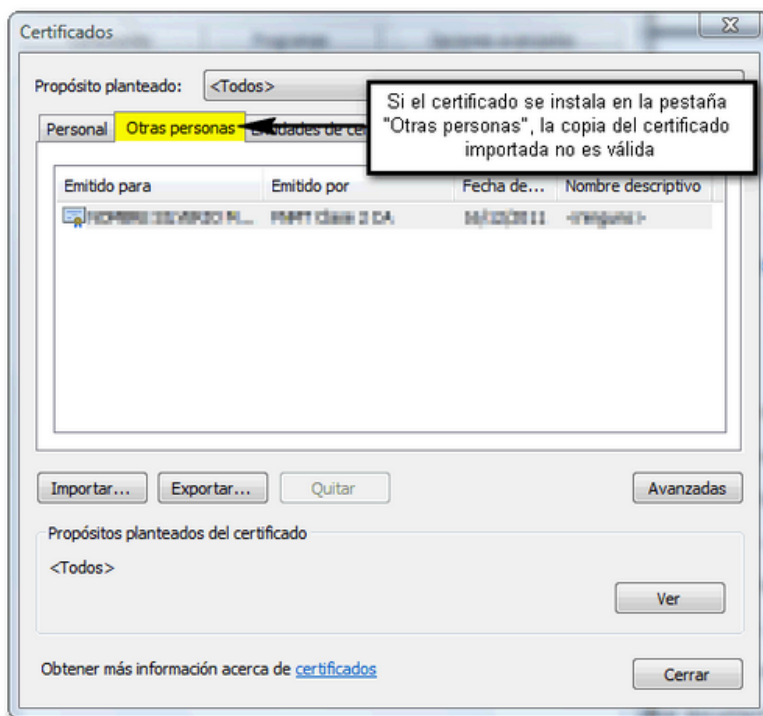 Certificados
Propósito planteado: <Todos>
Si el certificado se instala en la pestaña
"Otras personas", la copia del certificado
importada no es válida
Personal Otras personas
Emitido para Emitido por Fecha de... Nombre descriptivo
Importar... Exportar... Quitar Avanzadas
Propósitos planteados del certificado
<Todos>
Ver
Obtener más información acerca de certificados
Cerrar